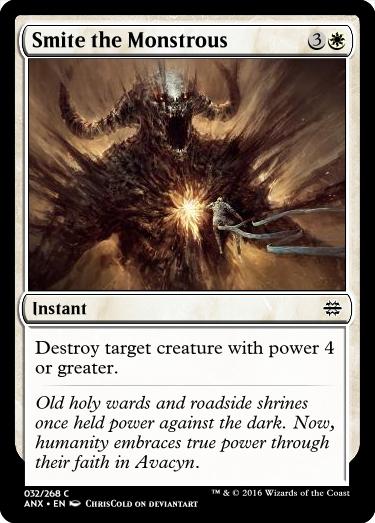 Smite the Monstrous 3
Instant
Destroy target creature with power 4
or greater.
Old holy wards and roadside shrines
once held power against the dark. Now,
humanity embraces true power through
their faith in Avacyn.
032/268 C
ANX • EN ChrisCold on deviantart
™ & © 2016 Wizards of the Coast